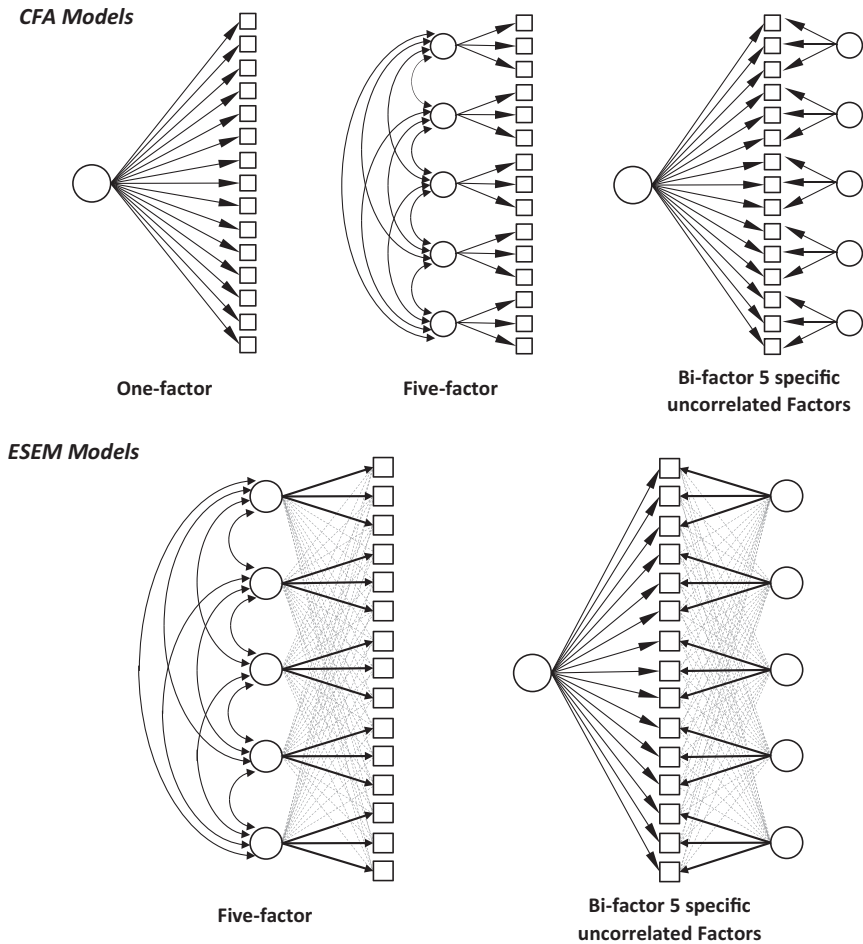 CFA Models
One-factor
Five-factor
Bi-factor 5 specific
uncorrelated Factors
ESEM Models
Five-factor
Bi-factor 5 specific
uncorrelated Factors